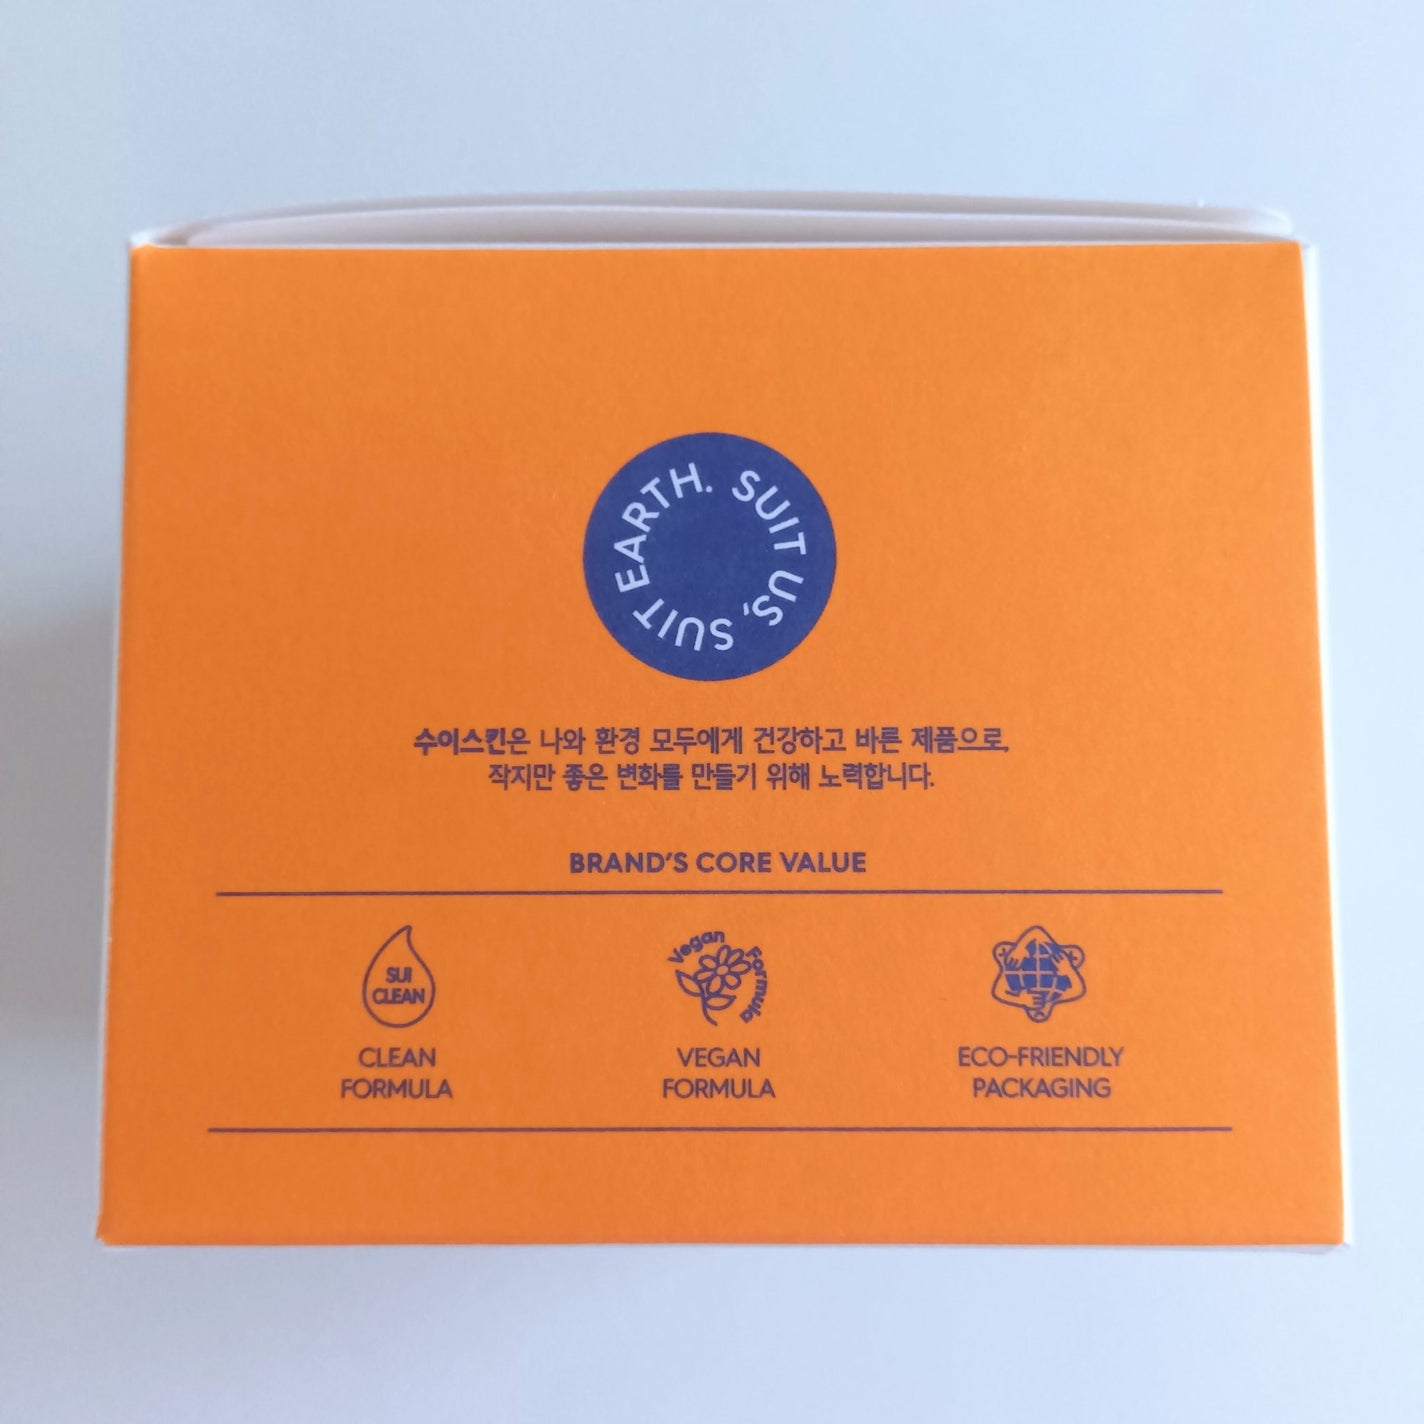 SUIT US, SUIT EARTH.
수이스킨은 나와 환경 모두에게 건강하고 바른 제품으로,
작지만 좋은 변화를 만들기 위해 노력합니다.
BRAND'S CORE VALUE
SUI
CLEAN
CLEAN
FORMULA
Vegan Formula
VEGAN
FORMULA
ECO-FRIENDLY
PACKAGING